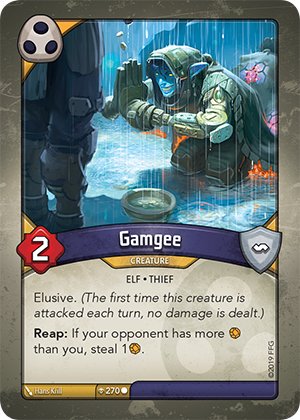 Gamgee
2
CREATURE
ELF • THIEF
Elusive. (The first time this creature is
attacked each turn, no damage is dealt.)
Reap: If your opponent has more
than you, steal 1.
Hans Krill
270
©2019 FFG